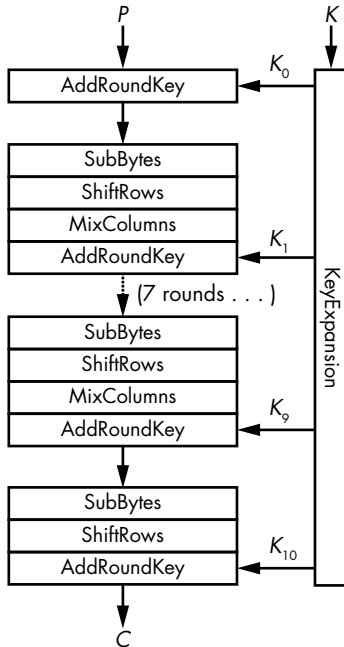 P
K
K₀
AddRoundKey
SubBytes
ShiftRows
MixColumns
K₁
AddRoundKey
(7 rounds . . . )
KeyExpansion
SubBytes
ShiftRows
MixColumns
K₉
AddRoundKey
SubBytes
ShiftRows
K₁₀
AddRoundKey
C